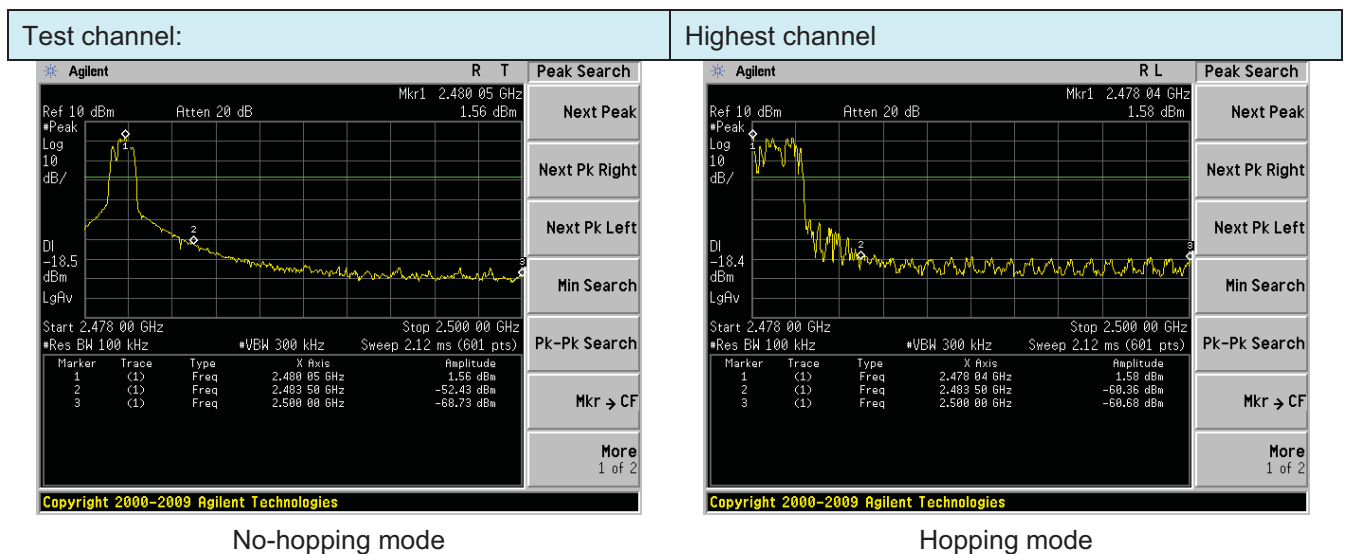 Test channel:
Highest channel
Agilent
R T
Peak Search
Mkr1 2.480 05 GHz
Ref 10 dBm Atten 20 dB 1.56 dBm
#Peak
Log
10
dB/
1
2
3
DI
-18.5
dBm
LgAv
Start 2.478 00 GHz Stop 2.500 00 GHz
#Res BW 100 kHz #VBW 300 kHz Sweep 2.12 ms (601 pts)
Marker Trace Type X Axis Amplitude
1 (1) Freq 2.480 05 GHz 1.56 dBm
2 (1) Freq 2.483 50 GHz -52.43 dBm
3 (1) Freq 2.500 00 GHz -68.73 dBm
Next Peak
Next Pk Right
Next Pk Left
Min Search
Pk-Pk Search
Mkr → CF
More
1 of 2
Copyright 2000-2009 Agilent Technologies
No-hopping mode
Agilent
R L
Peak Search
Mkr1 2.478 04 GHz
Ref 10 dBm Atten 20 dB 1.58 dBm
#Peak
Log
10
dB/
1
2
3
DI
-18.4
dBm
LgAv
Start 2.478 00 GHz Stop 2.500 00 GHz
#Res BW 100 kHz #VBW 300 kHz Sweep 2.12 ms (601 pts)
Marker Trace Type X Axis Amplitude
1 (1) Freq 2.478 04 GHz 1.58 dBm
2 (1) Freq 2.483 50 GHz -60.36 dBm
3 (1) Freq 2.500 00 GHz -60.68 dBm
Next Peak
Next Pk Right
Next Pk Left
Min Search
Pk-Pk Search
Mkr → CF
More
1 of 2
Copyright 2000-2009 Agilent Technologies
Hopping mode